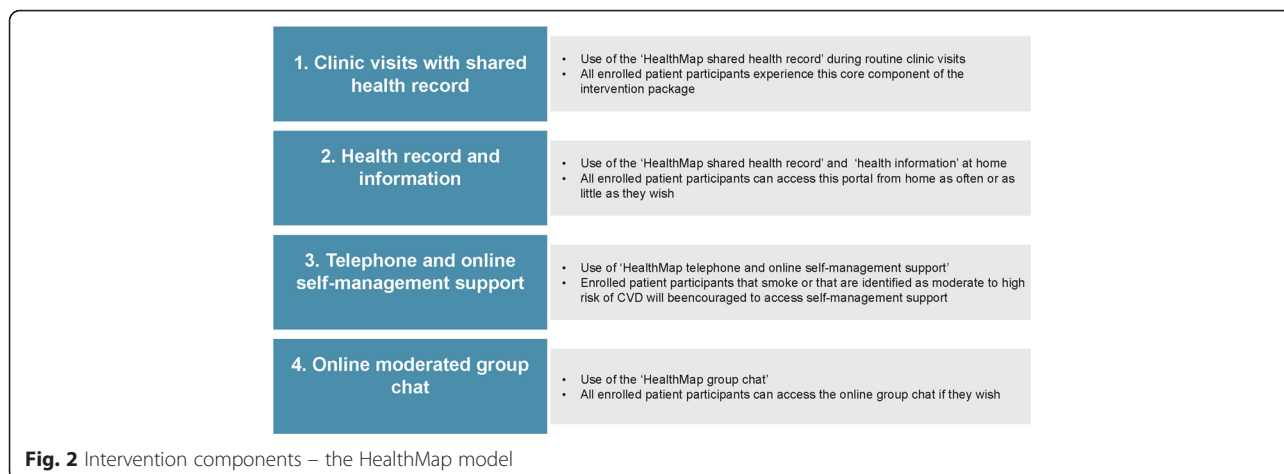 1. Clinic visits with shared
health record
• Use of the ‘HealthMap shared health record’ during routine clinic visits
• All enrolled patient participants experience this core component of the
intervention package
2. Health record and
information
• Use of the ‘HealthMap shared health record’ and ‘health information’ at home
• All enrolled patient participants can access this portal from home as often or as
little as they wish
3. Telephone and online
self-management support
• Use of ‘HealthMap telephone and online self-management support’
• Enrolled patient participants that smoke or that are identified as moderate to high
risk of CVD will beencouraged to access self-management support
4. Online moderated group
chat
• Use of the ‘HealthMap group chat’
• All enrolled patient participants can access the online group chat if they wish
Fig. 2 Intervention components – the HealthMap model